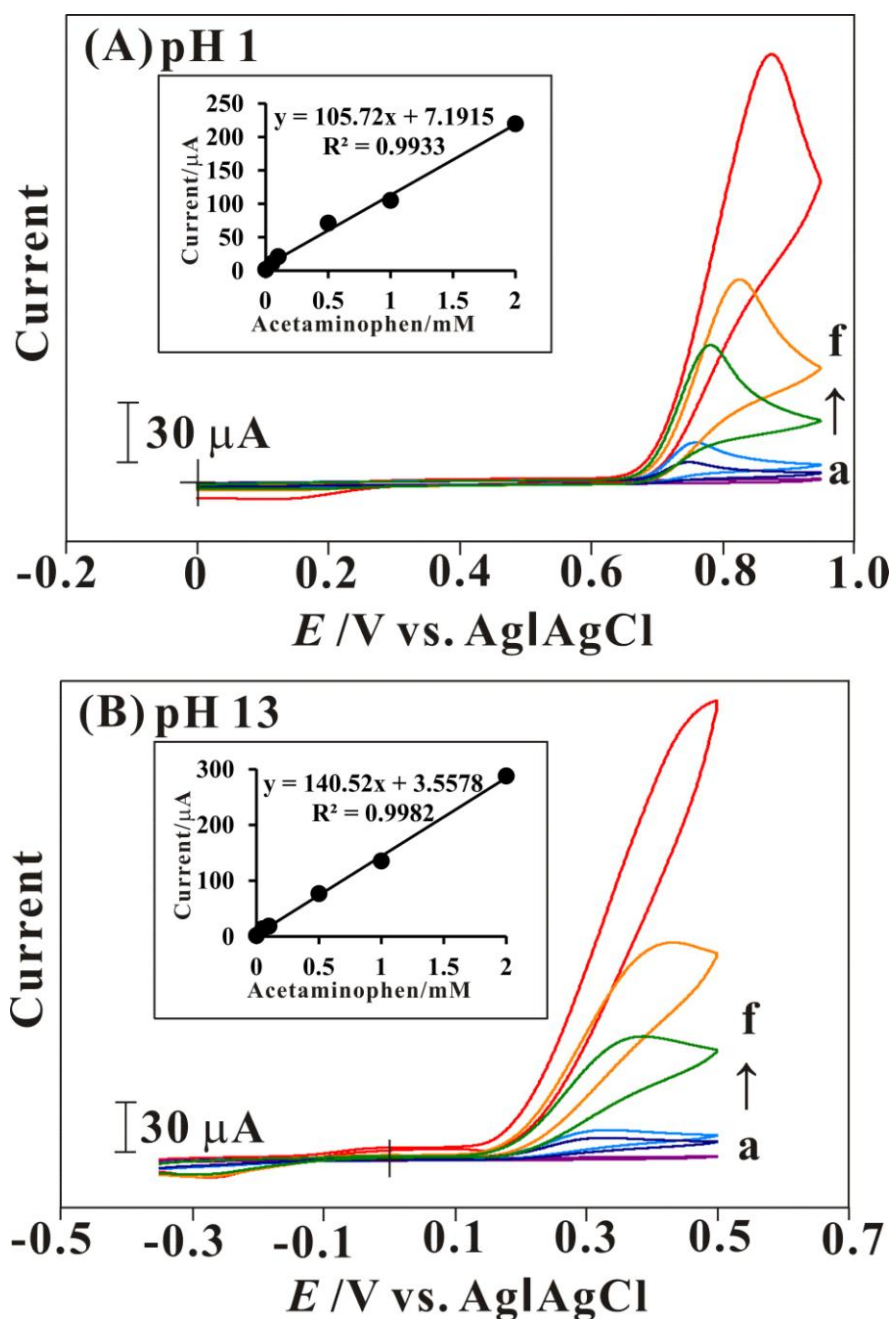 (A) pH 1
250
200
150
100
50
0
Current/μA
y = 105.72x + 7.1915
R² = 0.9933
0 0.5 1 1.5 2
Acetaminophen/mM
Current
30 μA
f
↑
a
-0.2 0 0.2 0.4 0.6 0.8 1.0
E /V vs. Ag|AgCl
(B) pH 13
300
200
100
0
Current/μA
y = 140.52x + 3.5578
R² = 0.9982
0 0.5 1 1.5 2
Acetaminophen/mM
Current
30 μA
f
↑
a
-0.5 -0.3 -0.1 0.1 0.3 0.5 0.7
E /V vs. Ag|AgCl